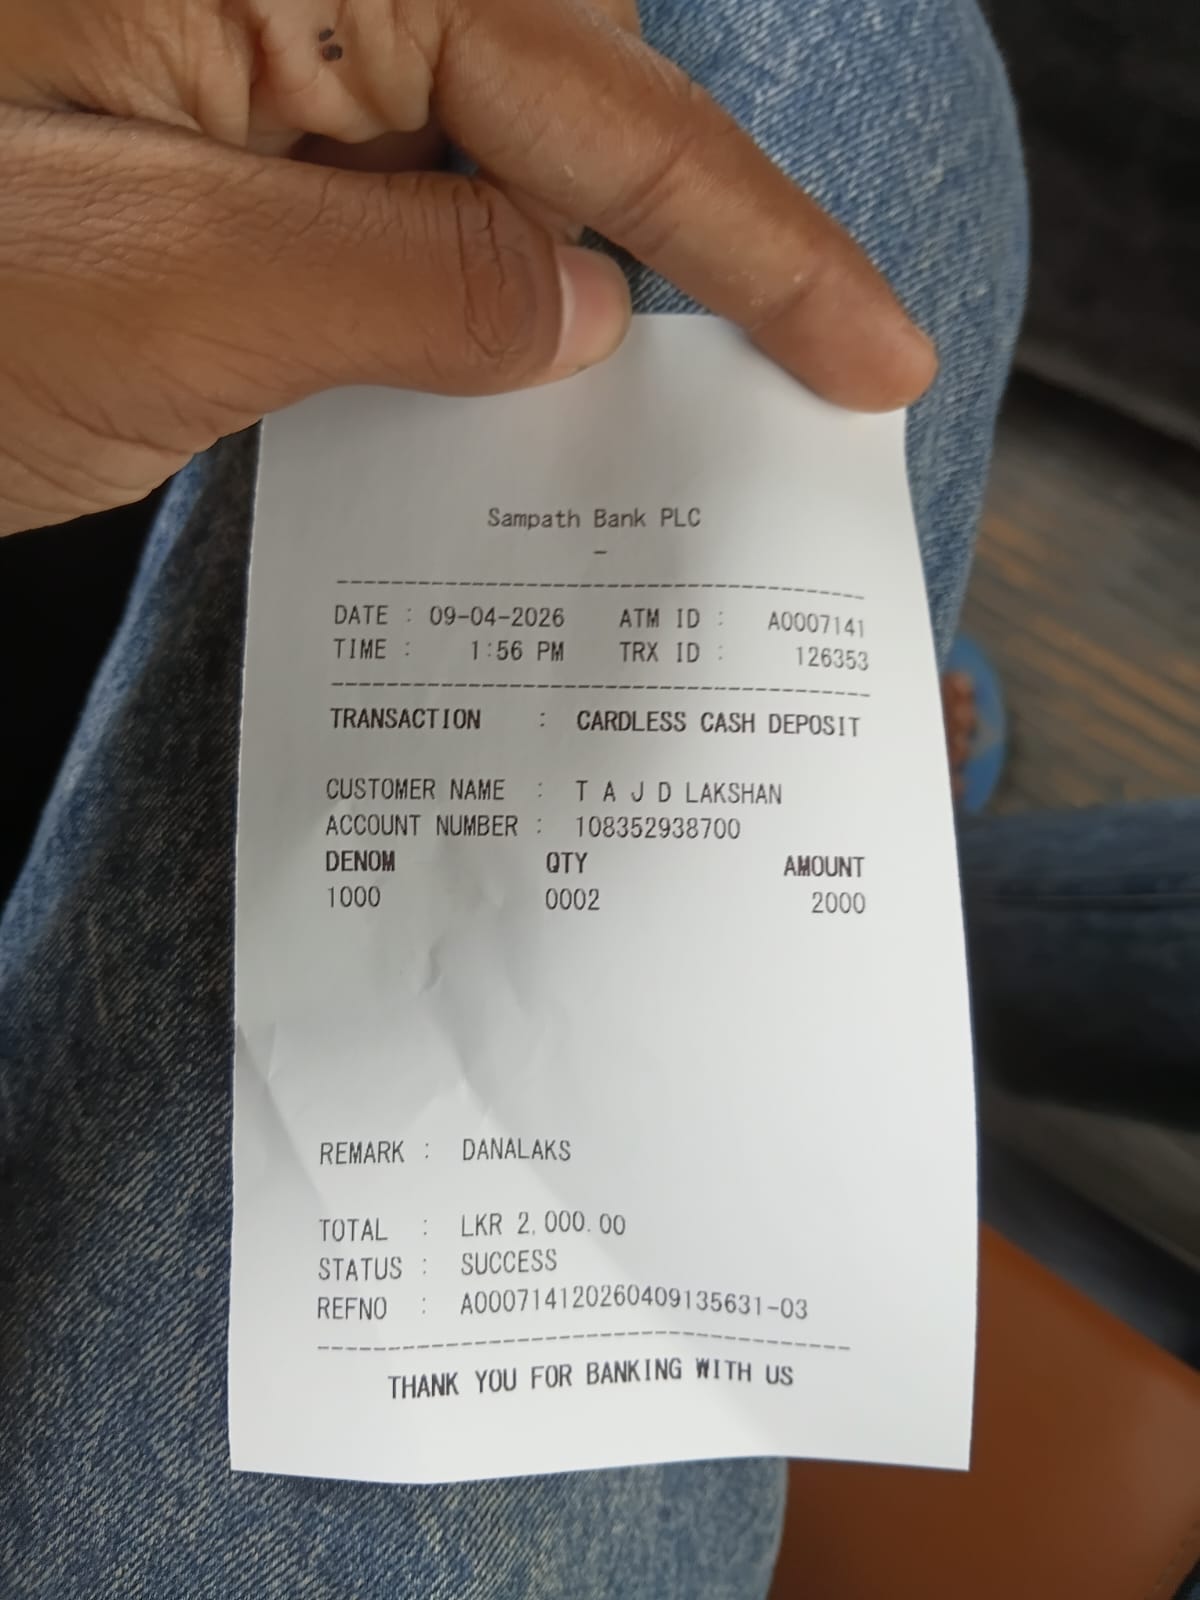 Sampath Bank PLC
-
----------------------------------------
DATE : 09-04-2026 ATM ID : A0007141
TIME : 1:56 PM TRX ID : 126353
----------------------------------------
TRANSACTION : CARDLESS CASH DEPOSIT
CUSTOMER NAME : T A J D LAKSHAN
ACCOUNT NUMBER : 108352938700
DENOM QTY AMOUNT
1000 0002 2000
REMARK : DANALAKS
TOTAL : LKR 2,000.00
STATUS : SUCCESS
REFNO : A000714120260409135631-03
----------------------------------------
THANK YOU FOR BANKING WITH US